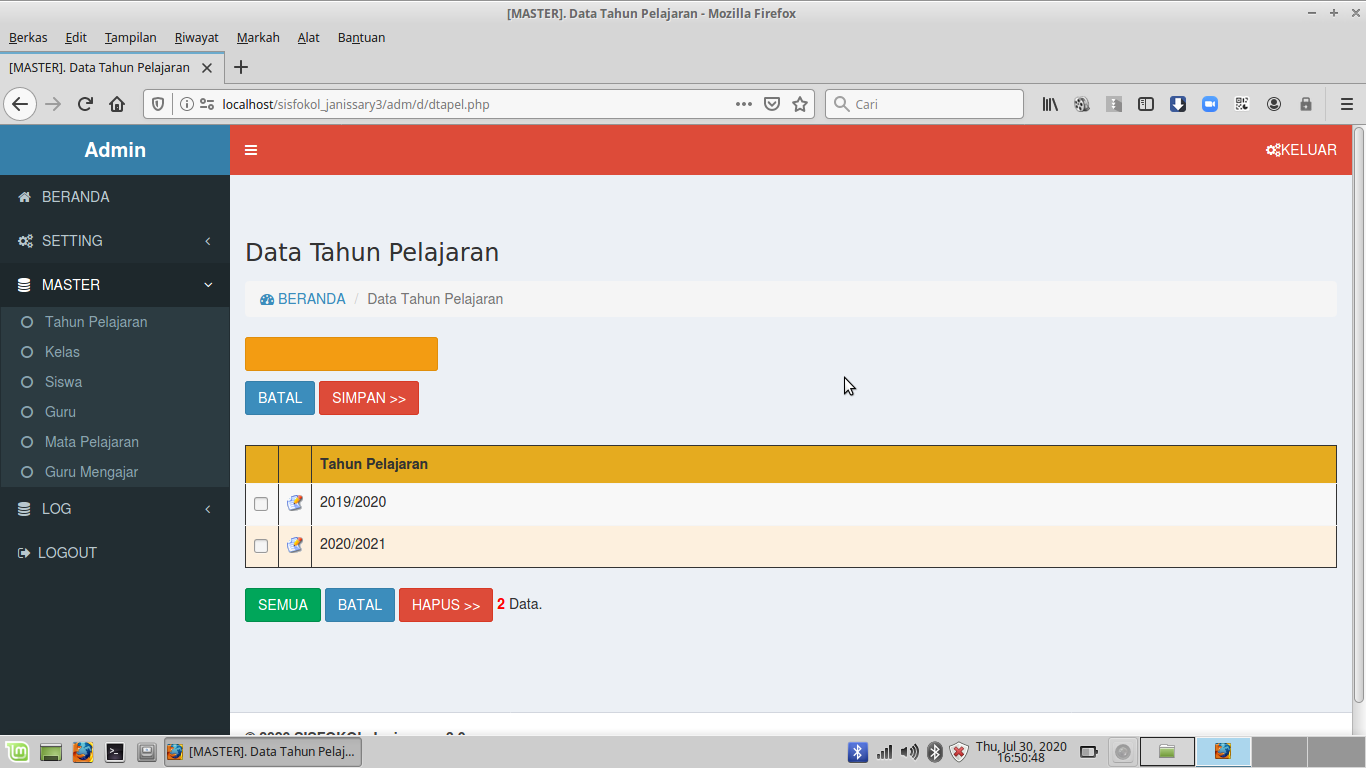 [MASTER]. Data Tahun Pelajaran - Mozilla Firefox
Berkas Edit Tampilan Riwayat Markah Alat Bantuan
[MASTER]. Data Tahun Pelajaran
localhost/sisfokol_janissary3/adm/d/dtapel.php
Cari
Admin
KELUAR
BERANDA
SETTING
MASTER
Tahun Pelajaran
Kelas
Siswa
Guru
Mata Pelajaran
Guru Mengajar
LOG
LOGOUT
Data Tahun Pelajaran
BERANDA / Data Tahun Pelajaran
BATAL SIMPAN >>
Tahun Pelajaran
2019/2020
2020/2021
SEMUA BATAL HAPUS >> 2 Data.
[MASTER]. Data Tahun Pelaj...
Thu, Jul 30, 2020
16:50:48